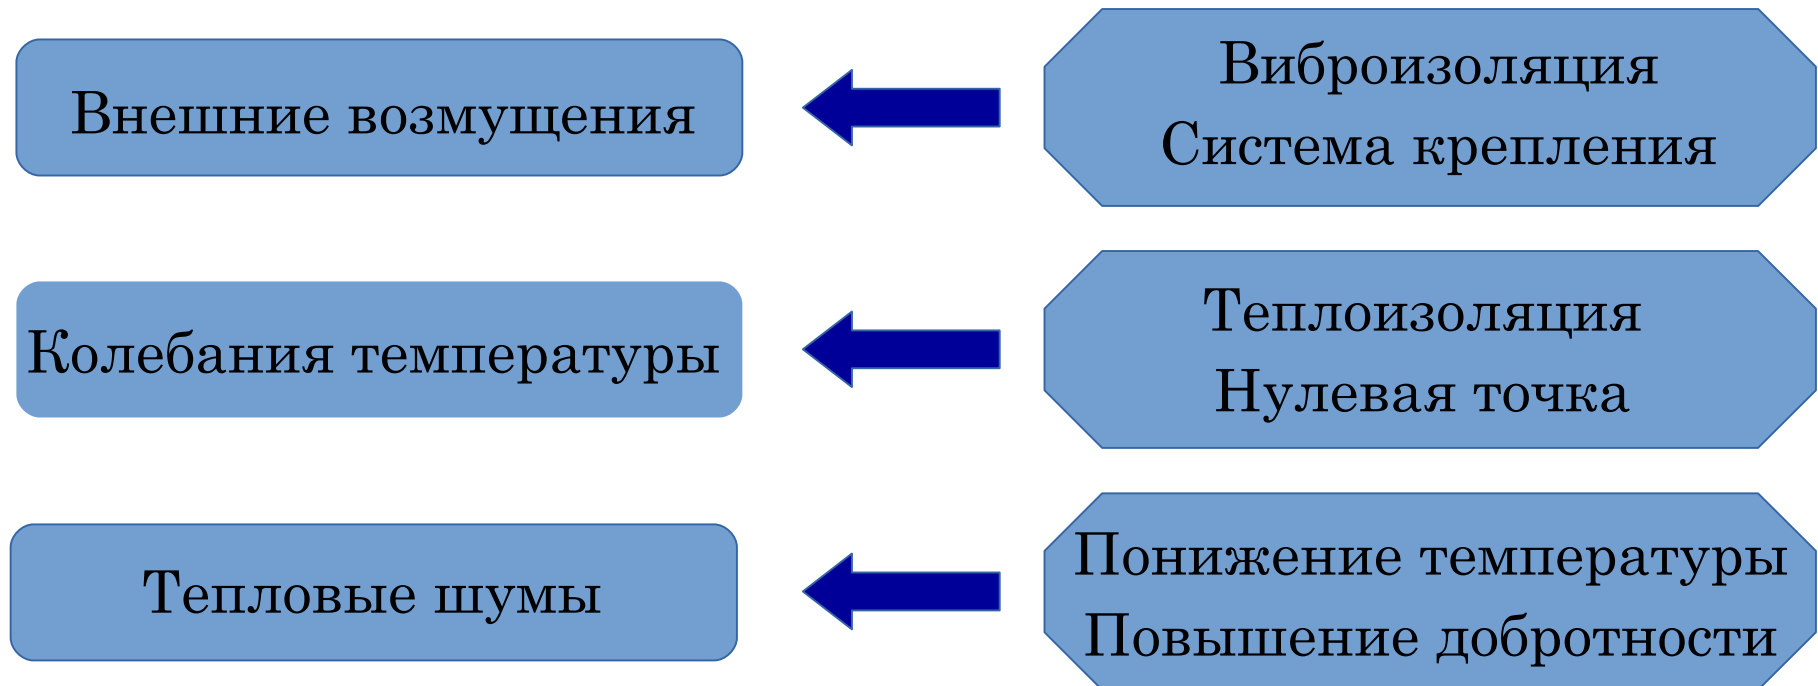 Внешние возмущения
Виброизоляция
Система крепления
Колебания температуры
Теплоизоляция
Нулевая точка
Тепловые шумы
Понижение температуры
Повышение добротности